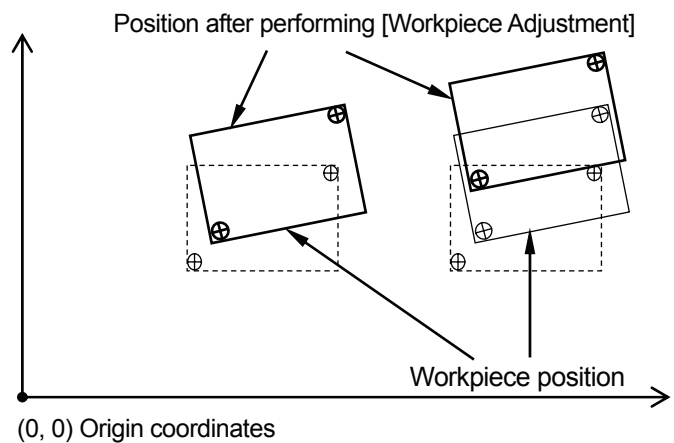 Position after performing [Workpiece Adjustment]
Workpiece position
(0, 0) Origin coordinates